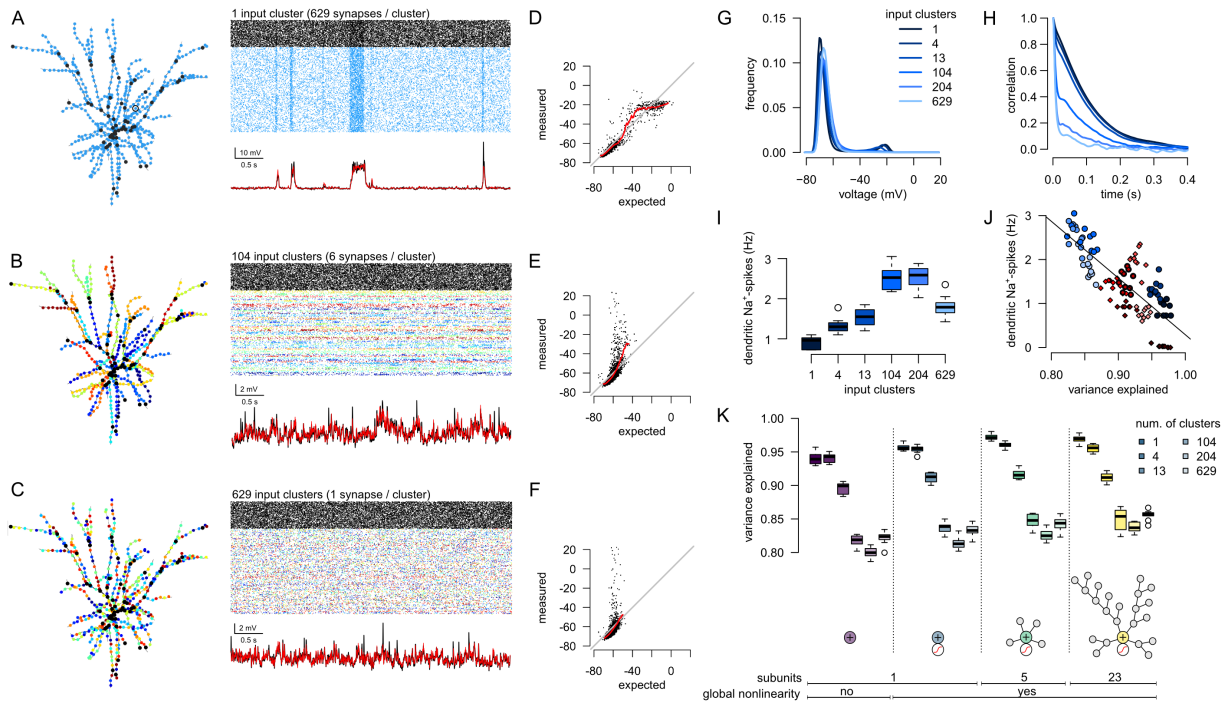 A
1 input cluster (629 synapses / cluster)
10 mV
0.5 s
B
104 input clusters (6 synapses / cluster)
2 mV
0.5 s
C
629 input clusters (1 synapse / cluster)
2 mV
0.5 s
D
20
0
-20
-40
-60
-80
measured
-80
-40
0
expected
E
20
0
-20
-40
-60
-80
measured
-80
-40
0
expected
F
20
0
-20
-40
-60
-80
measured
-80
-40
0
expected
G
input clusters
1
4
13
104
204
629
0.15
0.10
0.05
0.00
frequency
-80
-60
-20
20
voltage (mV)
H
1.0
0.8
0.6
0.4
0.2
0.0
correlation
0.0
0.1
0.2
0.3
0.4
time (s)
I
3
2
1
dendritic Na+-spikes (Hz)
1
4
13
104
204
629
input clusters
J
3
2
1
0
dendritic Na+-spikes (Hz)
0.80
0.90
1.00
variance explained
K
1.00
0.95
0.90
0.85
0.80
variance explained
num. of clusters
1
104
4
204
13
629
+
+
+
+
subunits
1
5
23
global nonlinearity
no
yes